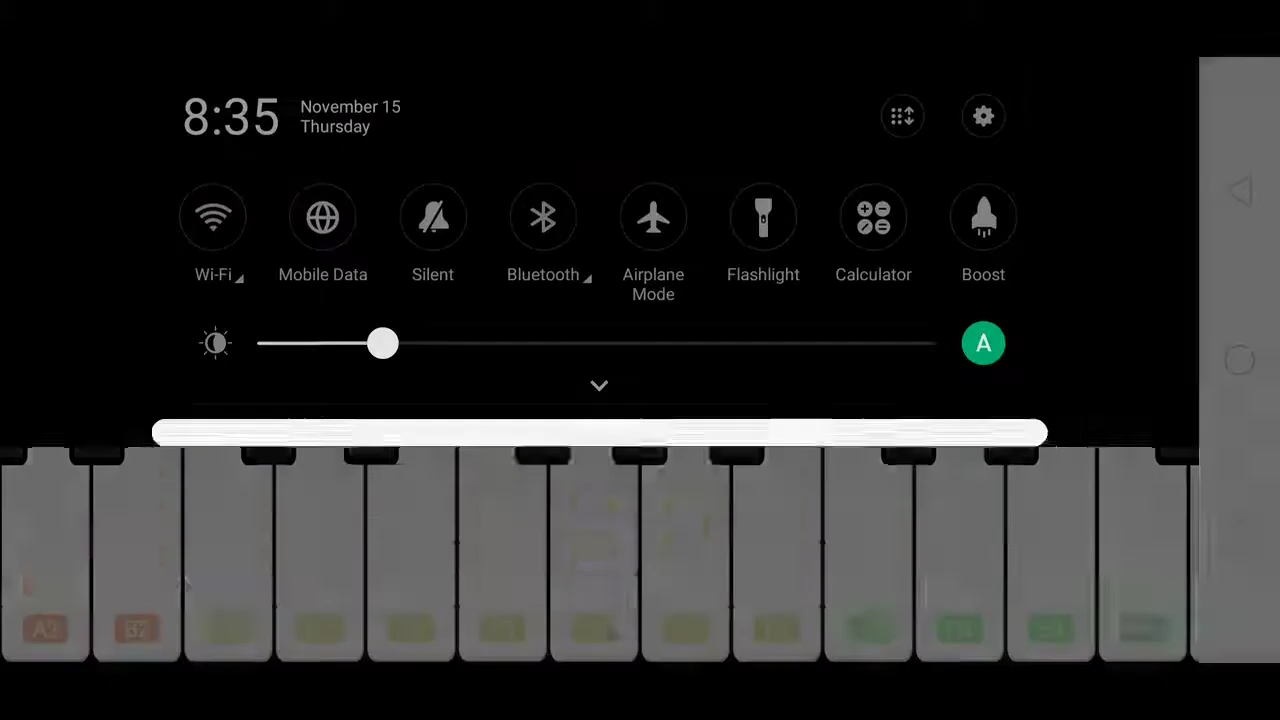 8:35
November 15
Thursday
Wi-Fi
Mobile Data
Silent
Bluetooth
Airplane
Mode
Flashlight
Calculator
Boost
A